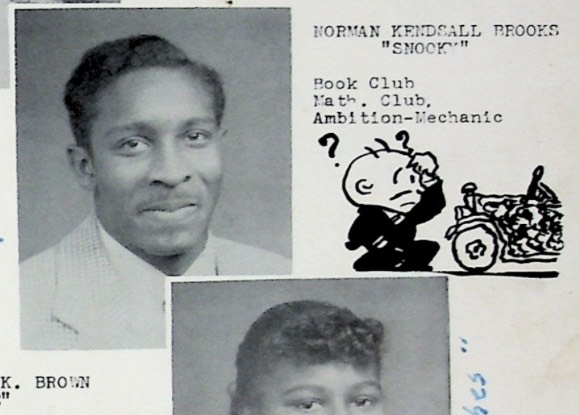 NORMAN KENDSALL BROOKS
"SNOOKY"
Book Club
Math. Club,
Ambition-Mechanic
? ?
K. BROWN
"